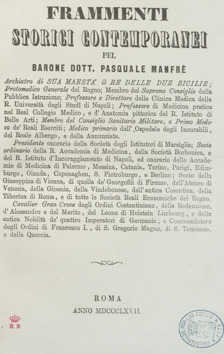 FRAMMENTI
STORICI CONTEMPORANEI
PEL
BARONE DOTT. PASQUALE MANFRÈ
Archiatro di SUA MAESTA' il RE DELLE DUE SICILIE;
Protomedico Generale del Regno; Membro del Supremo Consiglio della
Pubblica Istruzione; Professore e Direttore della Clinica Medica della
R. Università degli Studî di Napoli; Professore di Medicina pratica
nel Real Collegio Medico, e d'Anatomia pittorica del R. Istituto di
Belle Arti; Membro del Consiglio Sanitario Militare, e Primo Medi-
co de' Reali Eserciti; Medico primario dell'Ospedale degli Incurabili,
del Reale Albergo, e della Annunziata.
Presidente onorario della Società degli Istitutori di Marsiglia; Socio
ordinario della R. Accademia di Medicina, della Società Borbonica, e
del R. Istituto d'Incoraggiamento di Napoli, ed onorario delle Accade-
mie di Medicina di Palermo, Messina, Catania, Torino, Parigi, Edim-
burgo, Olanda, Copenaghen, S. Pietroburgo, e Berlino; Socio della
Giuseppina di Vienna, di quella de' Georgofili di Firenze, dell'Ateneo di
Venezia, della Gioenia, della Vindobonense, dell'antica Cosentina, della
Tiberina di Roma, e di tutte le Società Reali Economiche del Regno.
Cavalier Gran Croce degli Ordini Costantiniano, della Redenzione,
d'Alessandro e del Merito, del Leone di Holstein Limbourg, e della
antica Nobiltà de' quattro Imperatori di Germania; e Commendatore
degli Ordini di Francesco I., di S. Gregorio Magno, di S. Tommaso,
e della Quercia.
ROMA
ANNO MDCCCLXVII.